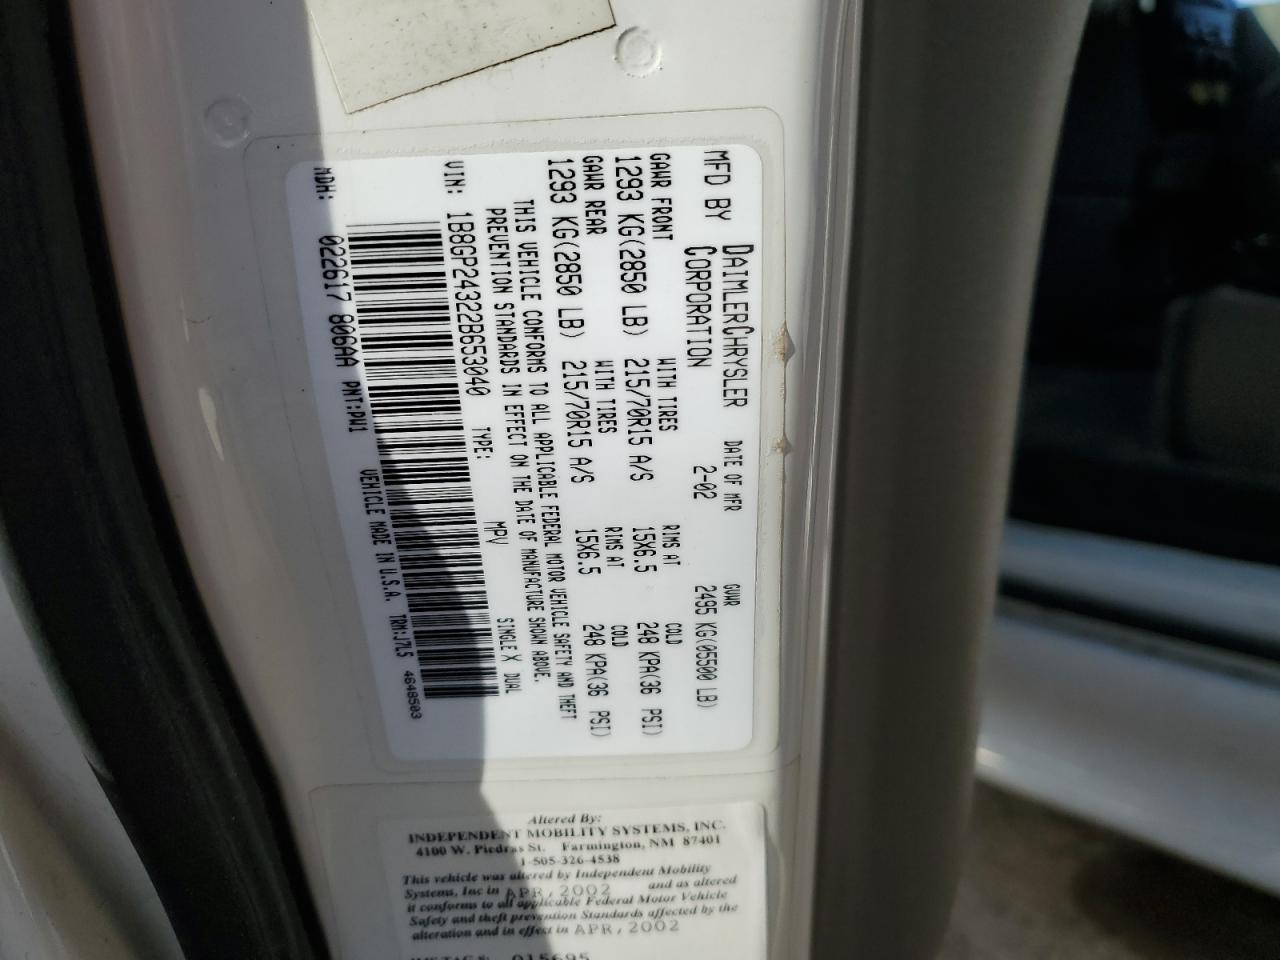 MFD BY DAIMLERCHRYSLER DATE OF MFR GVWR
CORPORATION 2-02 2495 KG(05500 LB)
GAWR FRONT WITH TIRES RIMS AT COLD
1293 KG(2850 LB) 215/70R15 A/S 15X6.5 248 KPA(36 PSI)
GAWR REAR WITH TIRES RIMS AT COLD
1293 KG(2850 LB) 215/70R15 A/S 15X6.5 248 KPA(36 PSI)
THIS VEHICLE CONFORMS TO ALL APPLICABLE FEDERAL MOTOR VEHICLE SAFETY AND THEFT
PREVENTION STANDARDS IN EFFECT ON THE DATE OF MANUFACTURE SHOWN ABOVE.
VIN: 1B8GP24322B653040 TYPE: MPV SINGLE X DUAL
MDH: 022617 806AA PNT:PW1 VEHICLE MADE IN U.S.A. TRM:J7L5 4648503
Altered By:
INDEPENDENT MOBILITY SYSTEMS, INC.
4100 W. Piedras St. Farmington, NM 87401
1-505-326-4538
This vehicle was altered by Independent Mobility
Systems, Inc in APR, 2002 and as altered
it conforms to all applicable Federal Motor Vehicle
Safety and theft prevention Standards affected by the
alteration and in effect in APR, 2002
015695